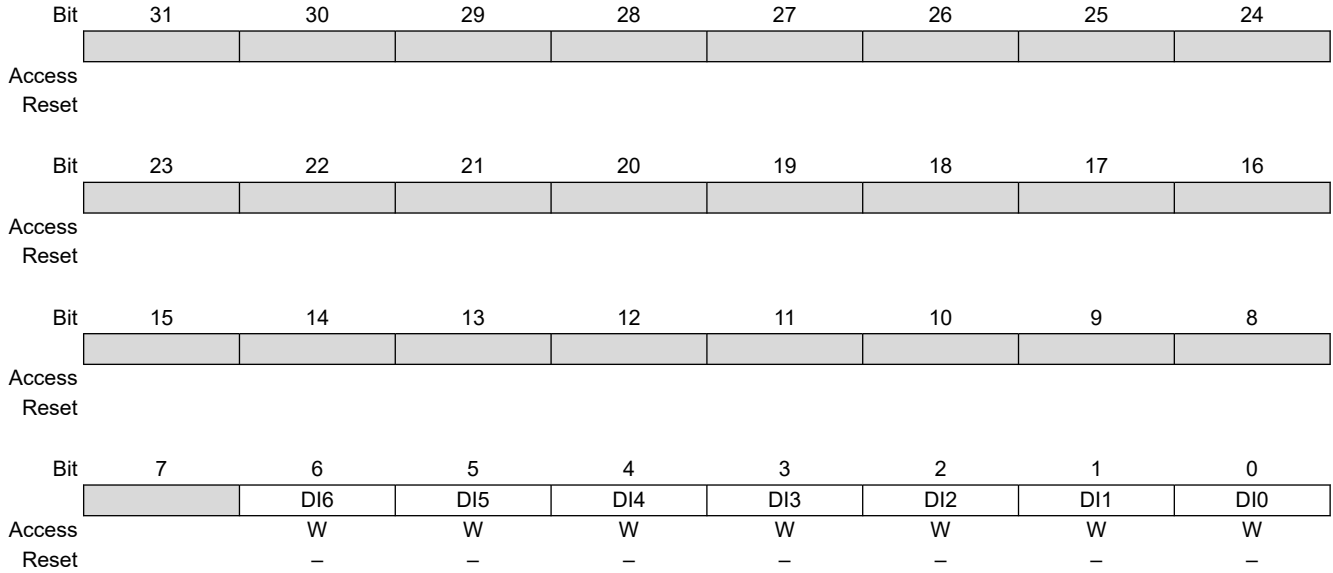 Bit 31 30 29 28 27 26 25 24
Access
Reset
Bit 23 22 21 20 19 18 17 16
Access
Reset
Bit 15 14 13 12 11 10 9 8
Access
Reset
Bit 7 6 5 4 3 2 1 0
DI6 DI5 DI4 DI3 DI2 DI1 DI0
Access W W W W W W W
Reset – – – – – – –